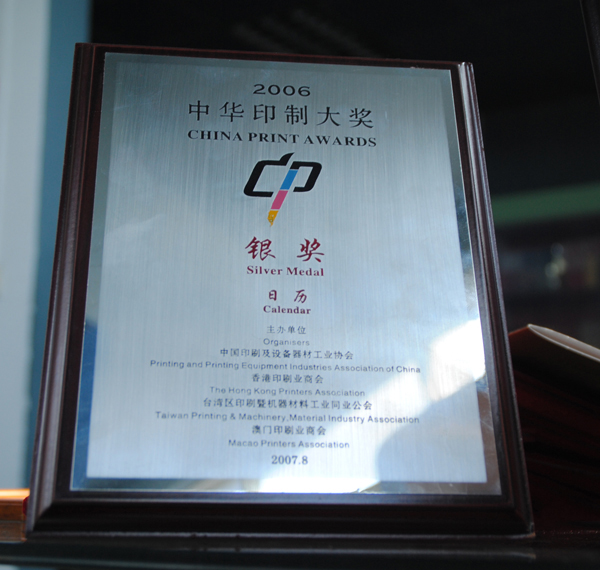 2006
中华印制大奖
CHINA PRINT AWARDS
银奖
Silver Medal
日历
Calendar
主办单位
Organisers
中国印刷及设备器材工业协会
Printing and Printing Equipment Industries Association of China
香港印刷业商会
The Hong Kong Printers Association
台湾区印刷暨机器材料工业同业公会
Taiwan Printing & Machinery,Material Industry Association
澳门印刷业商会
Macao Printers Association
2007.8